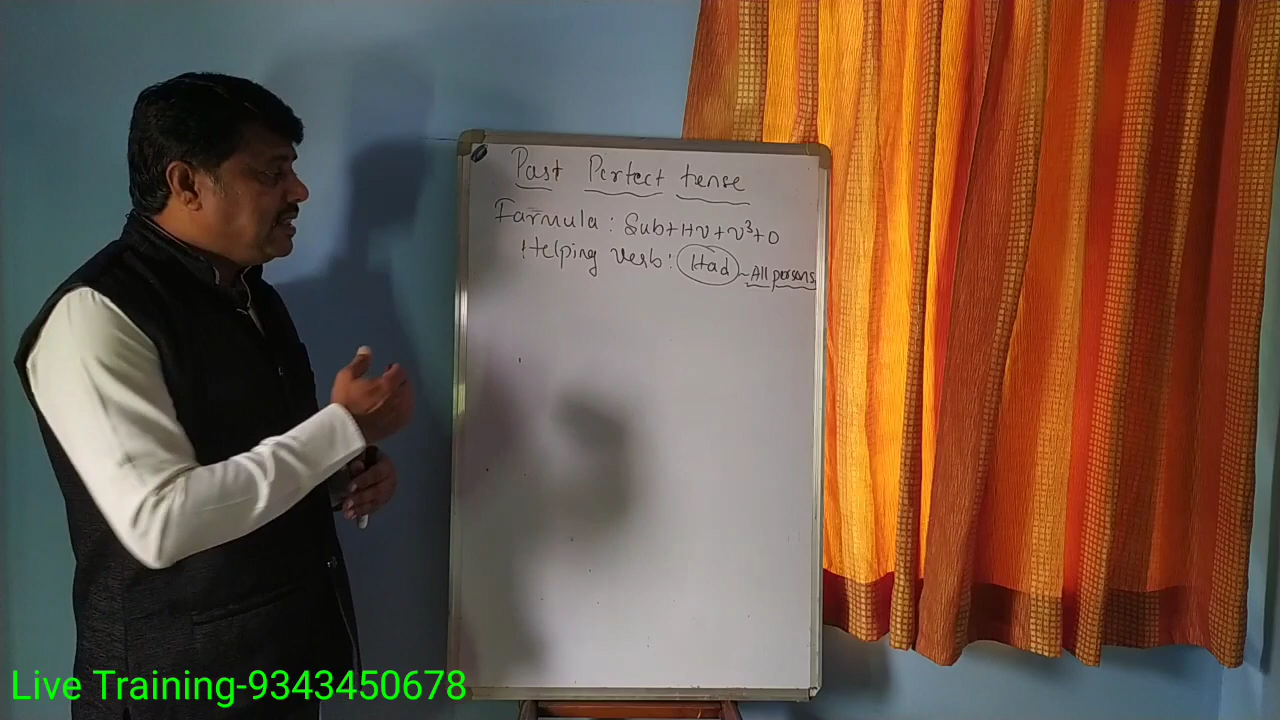 Past Perfect tense
Farmula : Sub+HV+V³+O
Helping verb : Had - All persons
Live Training-9343450678